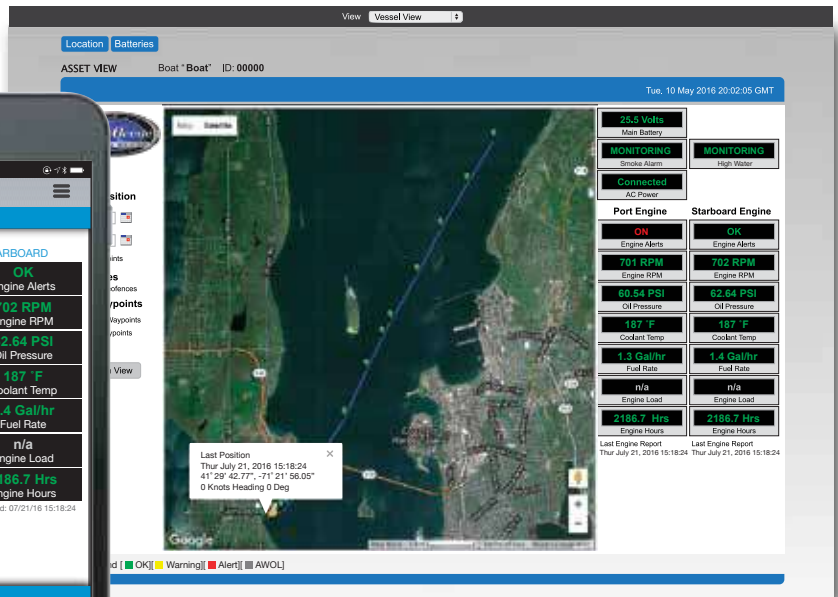 View Vessel View
Location Batteries
ASSET VIEW Boat “Boat” ID: 00000
Tue, 10 May 2016 20:02:05 GMT
Satellite
sition
ints
es
ofences
ypoints
Waypoints
ypoints
View
25.5 Volts
Main Battery
MONITORING MONITORING
Smoke Alarm High Water
Connected
AC Power
Port Engine Starboard Engine
ON OK
Engine Alerts Engine Alerts
701 RPM 702 RPM
Engine RPM Engine RPM
60.54 PSI 62.64 PSI
Oil Pressure Oil Pressure
187 °F 187 °F
Coolant Temp Coolant Temp
1.3 Gal/hr 1.4 Gal/hr
Fuel Rate Fuel Rate
n/a n/a
Engine Load Engine Load
2186.7 Hrs 2186.7 Hrs
Engine Hours Engine Hours
Last Engine Report Last Engine Report
Thur July 21, 2016 15:18:24 Thur July 21, 2016 15:18:24
Last Position
Thur July 21, 2016 15:18:24
41° 29' 42.77”, -71° 21' 56.05”
0 Knots Heading 0 Deg
Google
nd [ OK][ Warning][ Alert][ AWOL]
ARBOARD
OK
ngine Alerts
02 RPM
ngine RPM
2.64 PSI
Oil Pressure
187 °F
oolant Temp
.4 Gal/hr
Fuel Rate
n/a
ngine Load
186.7 Hrs
ngine Hours
d: 07/21/16 15:18:24